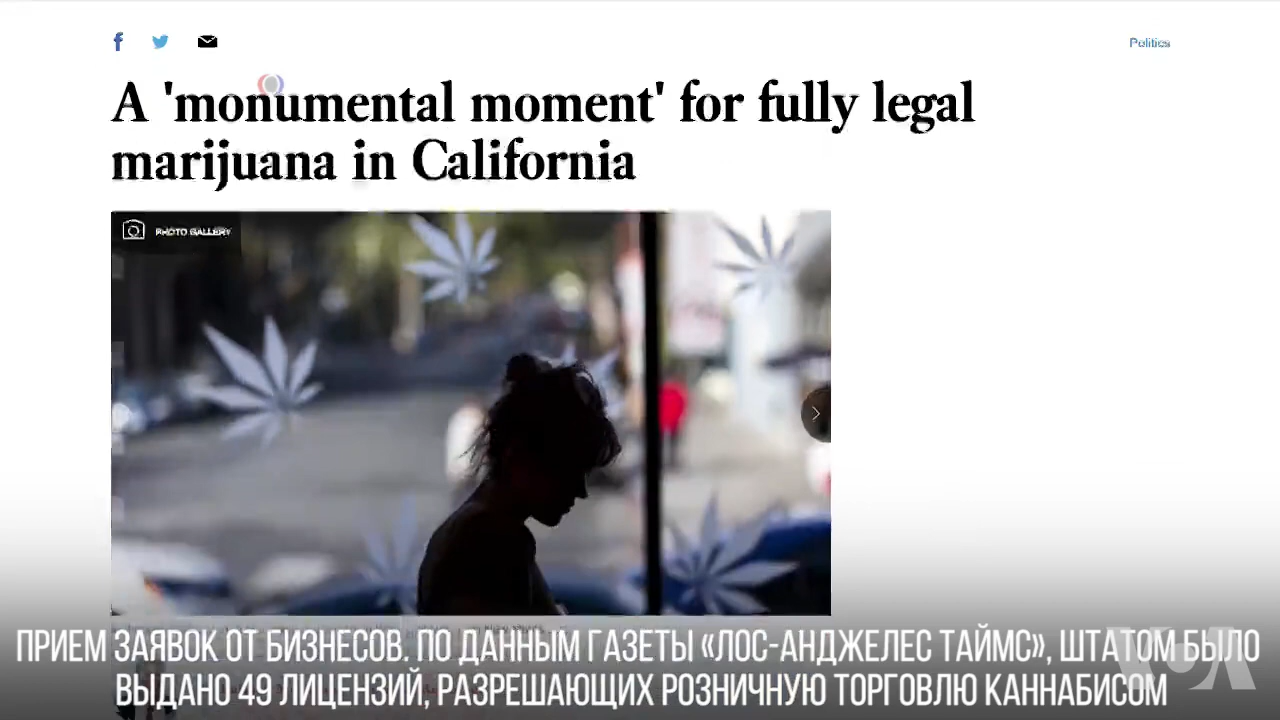 Politics
A 'monumental moment' for fully legal
marijuana in California
PHOTO GALLERY
ПРИЕМ ЗАЯВОК ОТ БИЗНЕСОВ. ПО ДАННЫМ ГАЗЕТЫ «ЛОС-АНДЖЕЛЕС ТАЙМС», ШТАТОМ БЫЛО
ВЫДАНО 49 ЛИЦЕНЗИЙ, РАЗРЕШАЮЩИХ РОЗНИЧНУЮ ТОРГОВЛЮ КАННАБИСОМ
VOA